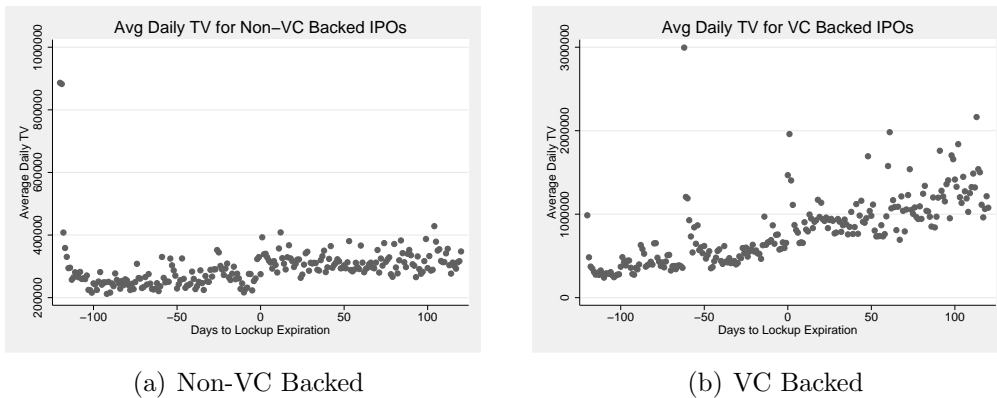 Avg Daily TV for Non−VC Backed IPOs
Average Daily TV
1000000
800000
600000
400000
200000
−100 −50 0 50 100
Days to Lockup Expiration
(a) Non-VC Backed
Avg Daily TV for VC Backed IPOs
Average Daily TV
3000000
2000000
1000000
0
−100 −50 0 50 100
Days to Lockup Expiration
(b) VC Backed